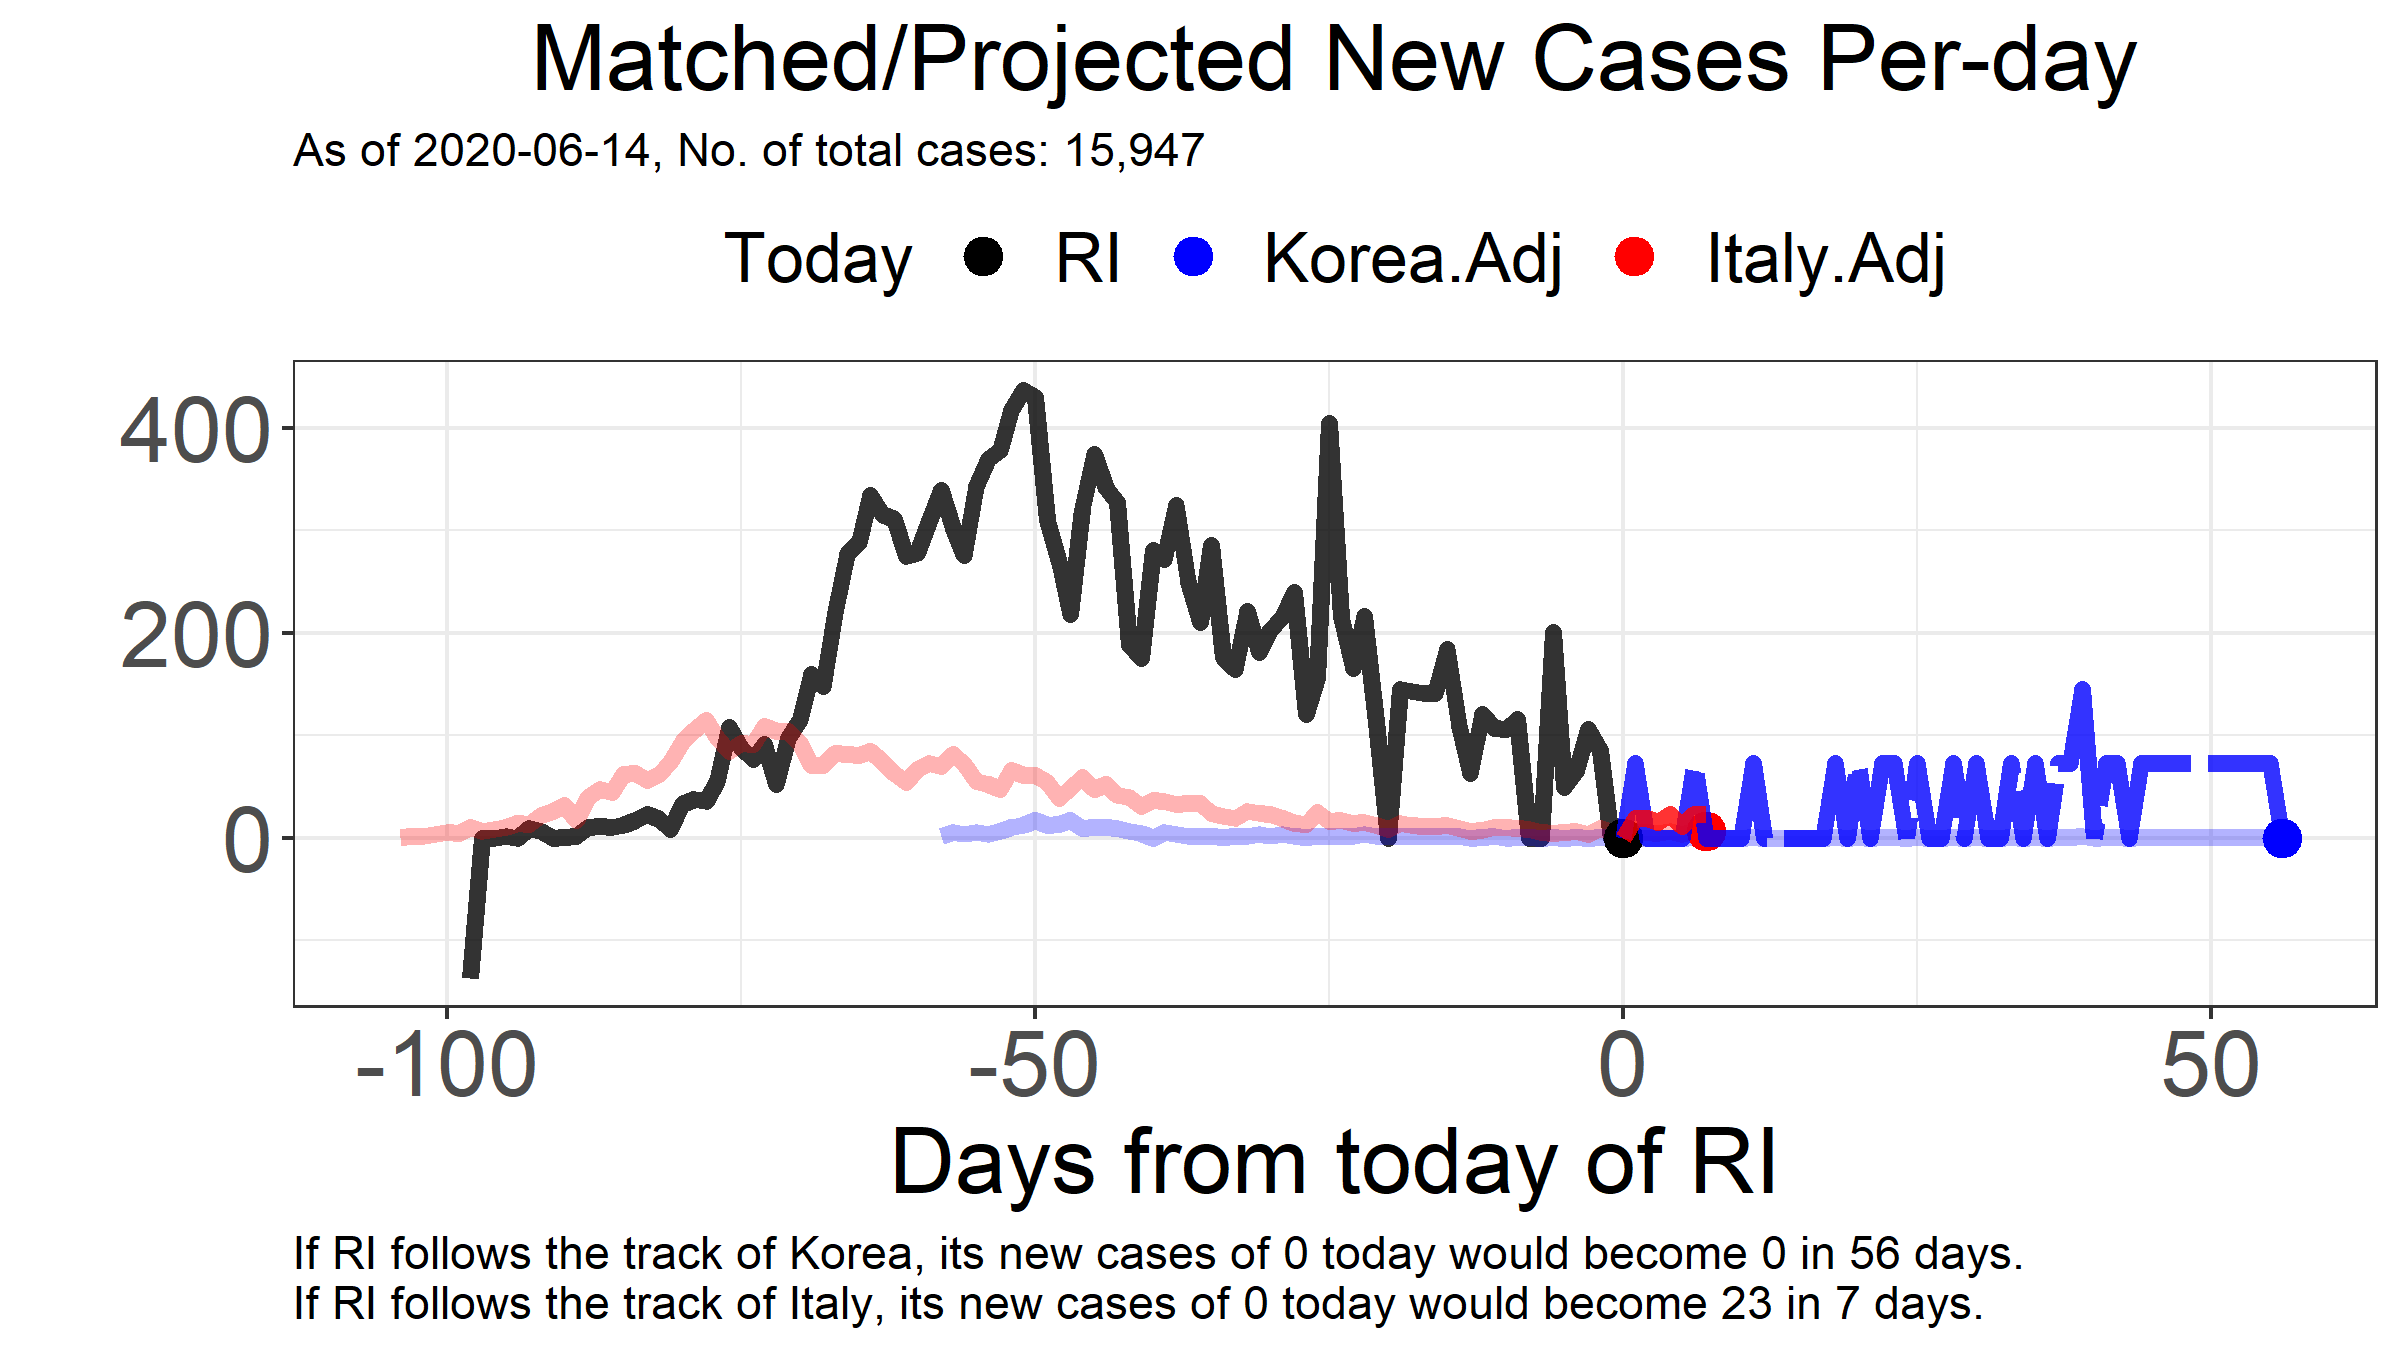 Matched/Projected New Cases Per-day
As of 2020-06-14, No. of total cases: 15,947
Today RI Korea.Adj Italy.Adj
400
200
0
-100 -50 0 50
Days from today of RI
If RI follows the track of Korea, its new cases of 0 today would become 0 in 56 days.
If RI follows the track of Italy, its new cases of 0 today would become 23 in 7 days.